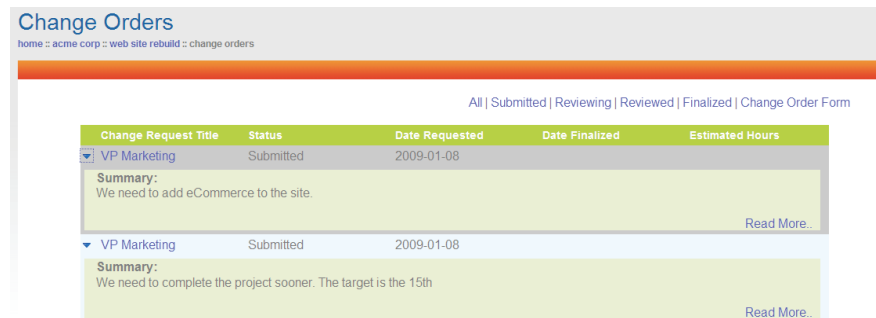 Change Orders
home :: acme corp :: web site rebuild :: change orders
All | Submitted | Reviewing | Reviewed | Finalized | Change Order Form
Change Request Title Status Date Requested Date Finalized Estimated Hours
VP Marketing Submitted 2009-01-08
Summary:
We need to add eCommerce to the site.
Read More..
VP Marketing Submitted 2009-01-08
Summary:
We need to complete the project sooner. The target is the 15th
Read More..